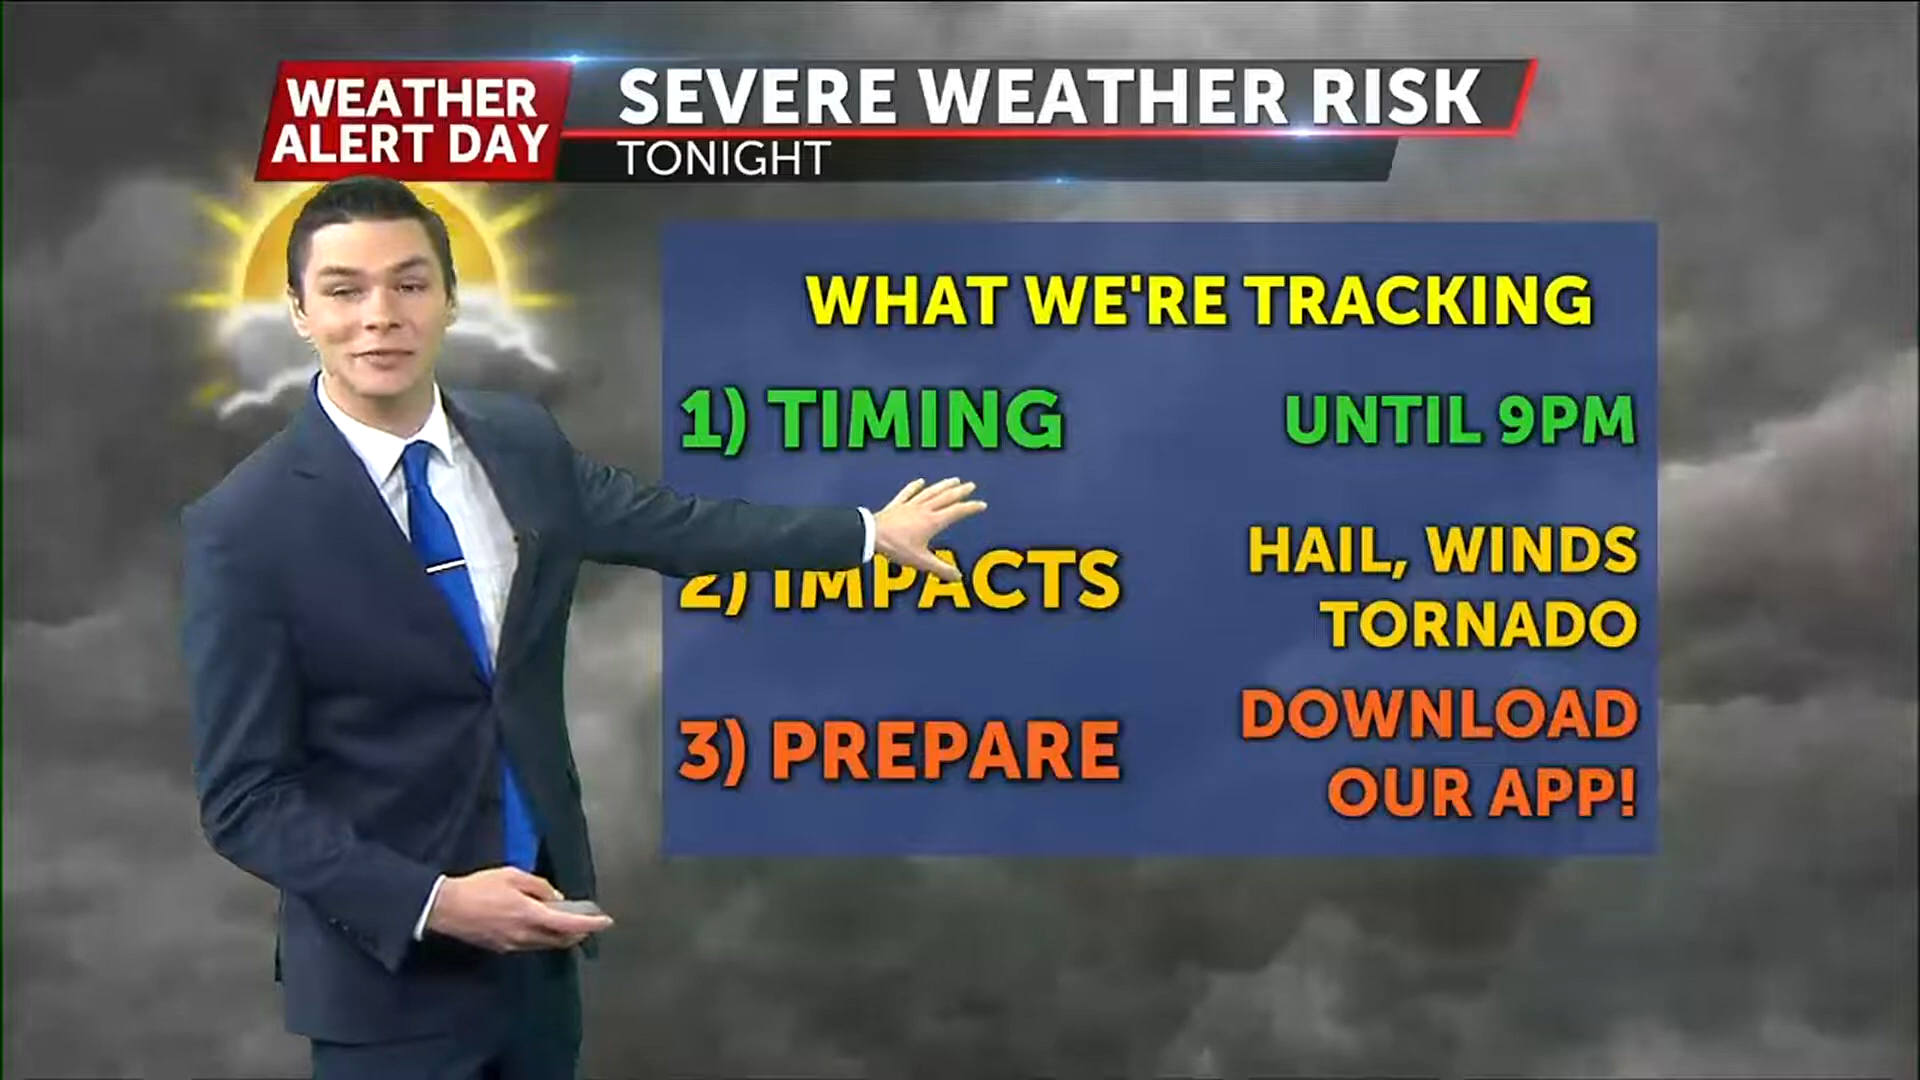 WEATHER
ALERT DAY
SEVERE WEATHER RISK
TONIGHT
WHAT WE'RE TRACKING
1) TIMING
UNTIL 9PM
2) IMPACTS
HAIL, WINDS
TORNADO
3) PREPARE
DOWNLOAD
OUR APP!